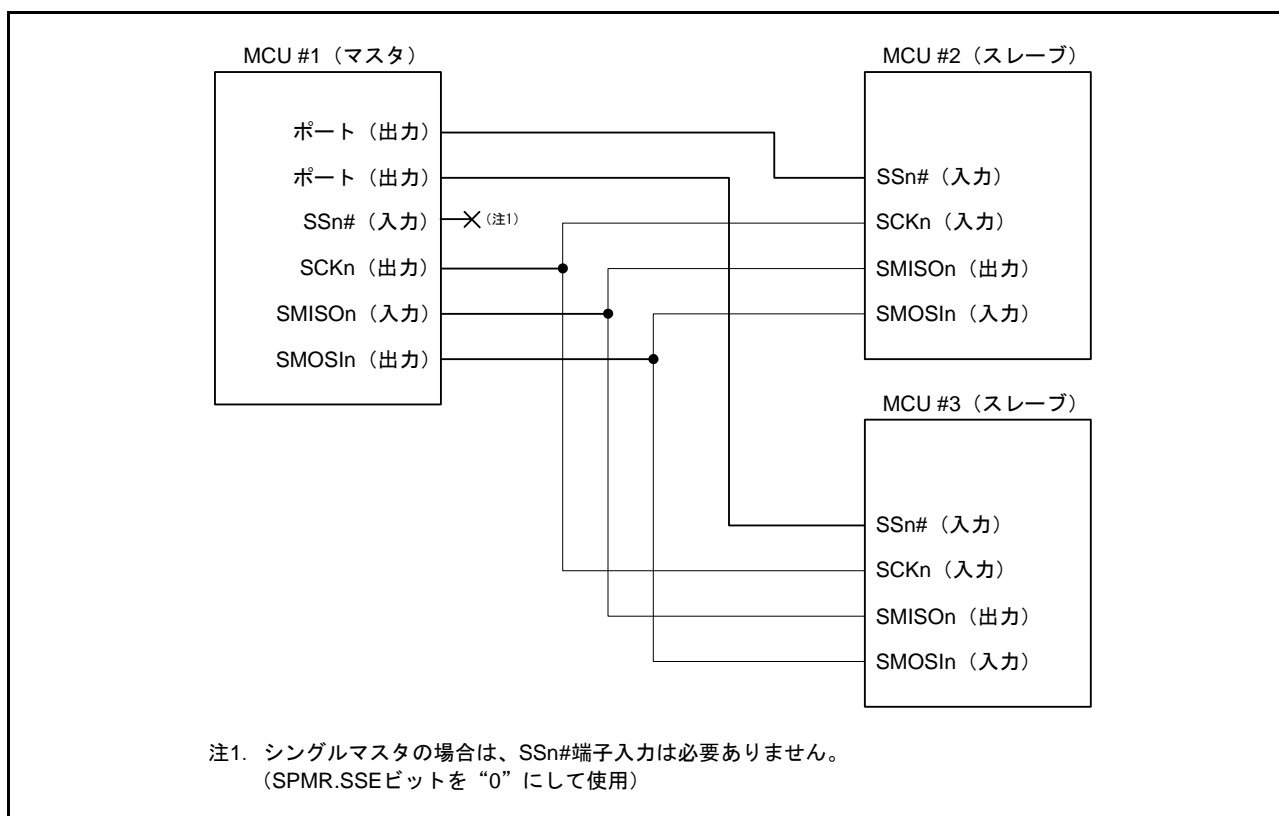 MCU #1（マスタ）
ポート（出力）
ポート（出力）
SSn#（入力）
（注1）
SCKn（出力）
SMISOn（入力）
SMOSIn（出力）
MCU #2（スレーブ）
SSn#（入力）
SCKn（入力）
SMISOn（出力）
SMOSIn（入力）
MCU #3（スレーブ）
SSn#（入力）
SCKn（入力）
SMISOn（出力）
SMOSIn（入力）
注1. シングルマスタの場合は、SSn#端子入力は必要ありません。
（SPMR.SSEビットを“0”にして使用）